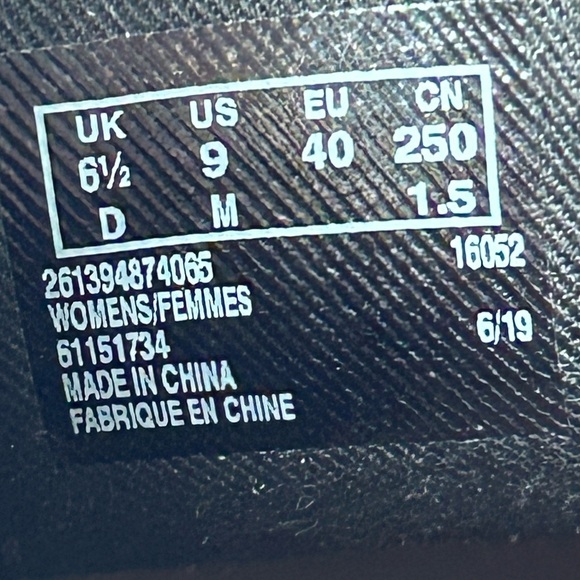 UK US EU CN
6½ 9 40 250
D M 1.5
261394874065 16052
WOMENS/FEMMES
61151734 6/19
MADE IN CHINA
FABRIQUE EN CHINE